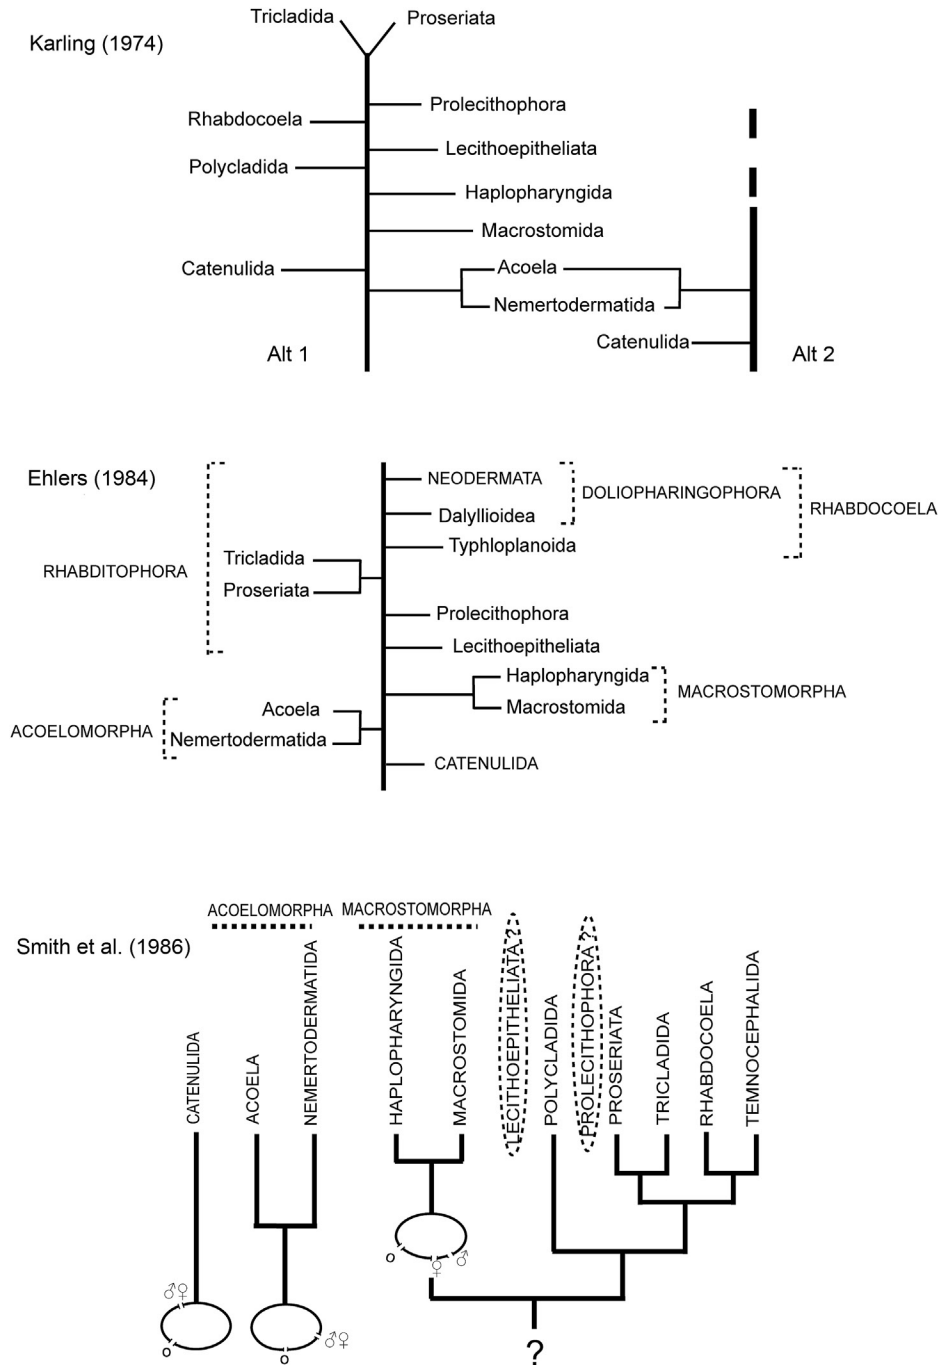 Tricladida
Proseriata
Karling (1974)
Prolecithophora
Rhabdocoela
Lecithoepitheliata
Polycladida
Haplopharyngida
Macrostomida
Catenulida
Acoela
Nemertodermatida
Catenulida
Alt 1
Alt 2
Ehlers (1984)
NEODERMATA
DOLIOPHARINGOPHORA
RHABDOCOELA
Dalyllioidea
Typhloplanoida
Tricladida
RHABDITOPHORA
Proseriata
Prolecithophora
Lecithoepitheliata
Haplopharyngida
MACROSTOMORPHA
Macrostomida
Acoela
ACOELOMORPHA
Nemertodermatida
CATENULIDA
ACOELOMORPHA
MACROSTOMORPHA
Smith et al. (1986)
CATENULIDA
ACOELA
NEMERTODERMATIDA
HAPLOPHARYNGIDA
MACROSTOMIDA
LECITHOEPITHELIATA ?
POLYCLADIDA
PROLECITHOPHORA ?
PROSERIATA
TRICLADIDA
RHABDOCOELA
TEMNOCEPHALIDA
o
♀
♂
♂♀
o
♂♀
o
?